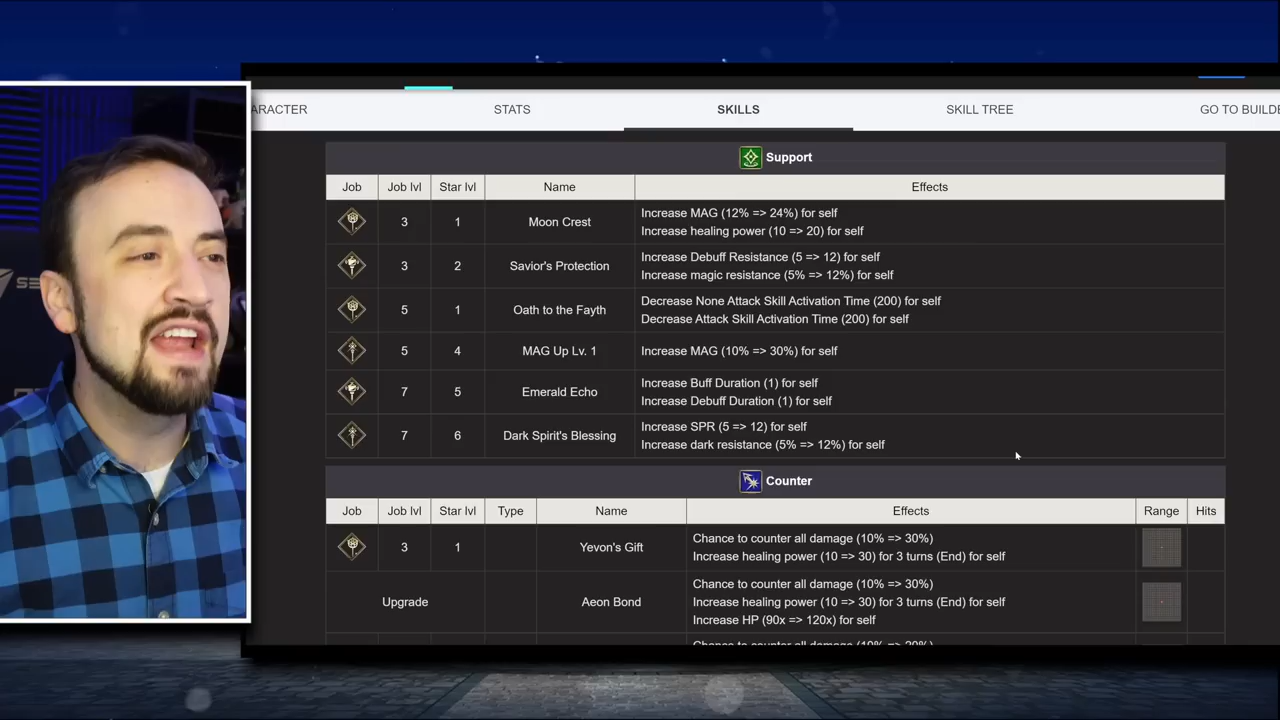 ARACTER STATS SKILLS SKILL TREE GO TO BUILDE
Support
Job Job lvl Star lvl Name Effects
3 1 Moon Crest Increase MAG (12% => 24%) for self
Increase healing power (10 => 20) for self
3 2 Savior's Protection Increase Debuff Resistance (5 => 12) for self
Increase magic resistance (5% => 12%) for self
5 1 Oath to the Fayth Decrease None Attack Skill Activation Time (200) for self
Decrease Attack Skill Activation Time (200) for self
5 4 MAG Up Lv. 1 Increase MAG (10% => 30%) for self
7 5 Emerald Echo Increase Buff Duration (1) for self
Increase Debuff Duration (1) for self
7 6 Dark Spirit's Blessing Increase SPR (5 => 12) for self
Increase dark resistance (5% => 12%) for self
Counter
Job Job lvl Star lvl Type Name Effects Range Hits
3 1 Yevon's Gift Chance to counter all damage (10% => 30%)
Increase healing power (10 => 30) for 3 turns (End) for self
Upgrade Aeon Bond Chance to counter all damage (10% => 30%)
Increase healing power (10 => 30) for 3 turns (End) for self
Increase HP (90x => 120x) for self
Chance to counter all damage (10% => 30%)